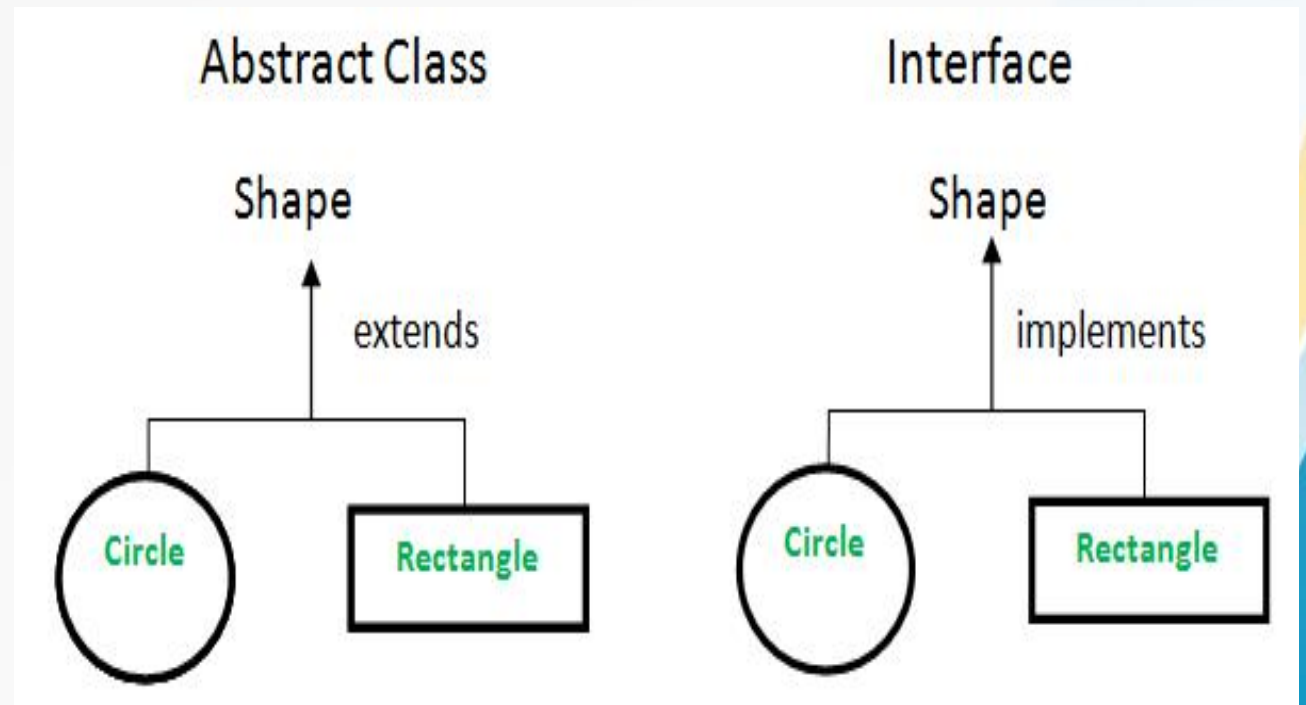 Abstract Class
Shape
extends
Circle
Rectangle
Interface
Shape
implements
Circle
Rectangle